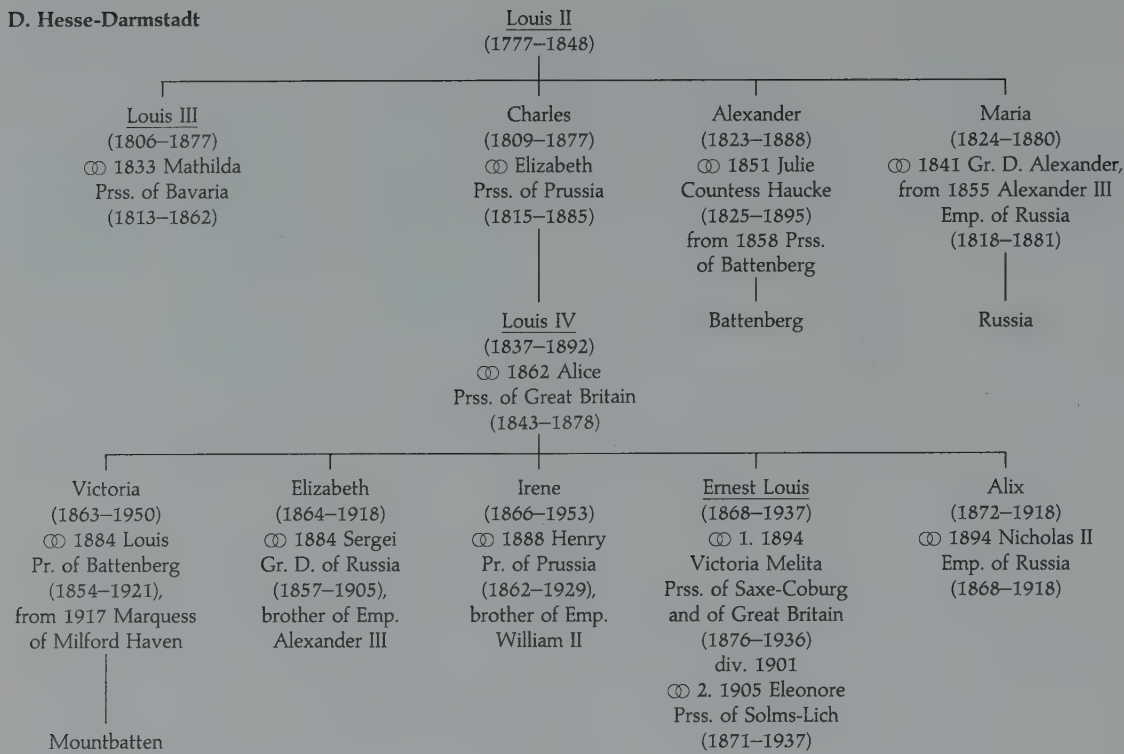 D. Hesse-Darmstadt
Louis II
(1777–1848)
Louis III
(1806–1877)
⚭ 1833 Mathilda
Prss. of Bavaria
(1813–1862)
Charles
(1809–1877)
⚭ Elizabeth
Prss. of Prussia
(1815–1885)
Alexander
(1823–1888)
⚭ 1851 Julie
Countess Haucke
(1825–1895)
from 1858 Prss.
of Battenberg
Battenberg
Maria
(1824–1880)
⚭ 1841 Gr. D. Alexander,
from 1855 Alexander III
Emp. of Russia
(1818–1881)
Russia
Louis IV
(1837–1892)
⚭ 1862 Alice
Prss. of Great Britain
(1843–1878)
Victoria
(1863–1950)
⚭ 1884 Louis
Pr. of Battenberg
(1854–1921),
from 1917 Marquess
of Milford Haven
Mountbatten
Elizabeth
(1864–1918)
⚭ 1884 Sergei
Gr. D. of Russia
(1857–1905),
brother of Emp.
Alexander III
Irene
(1866–1953)
⚭ 1888 Henry
Pr. of Prussia
(1862–1929),
brother of Emp.
William II
Ernest Louis
(1868–1937)
⚭ 1. 1894
Victoria Melita
Prss. of Saxe-Coburg
and of Great Britain
(1876–1936)
div. 1901
⚭ 2. 1905 Eleonore
Prss. of Solms-Lich
(1871–1937)
Alix
(1872–1918)
⚭ 1894 Nicholas II
Emp. of Russia
(1868–1918)